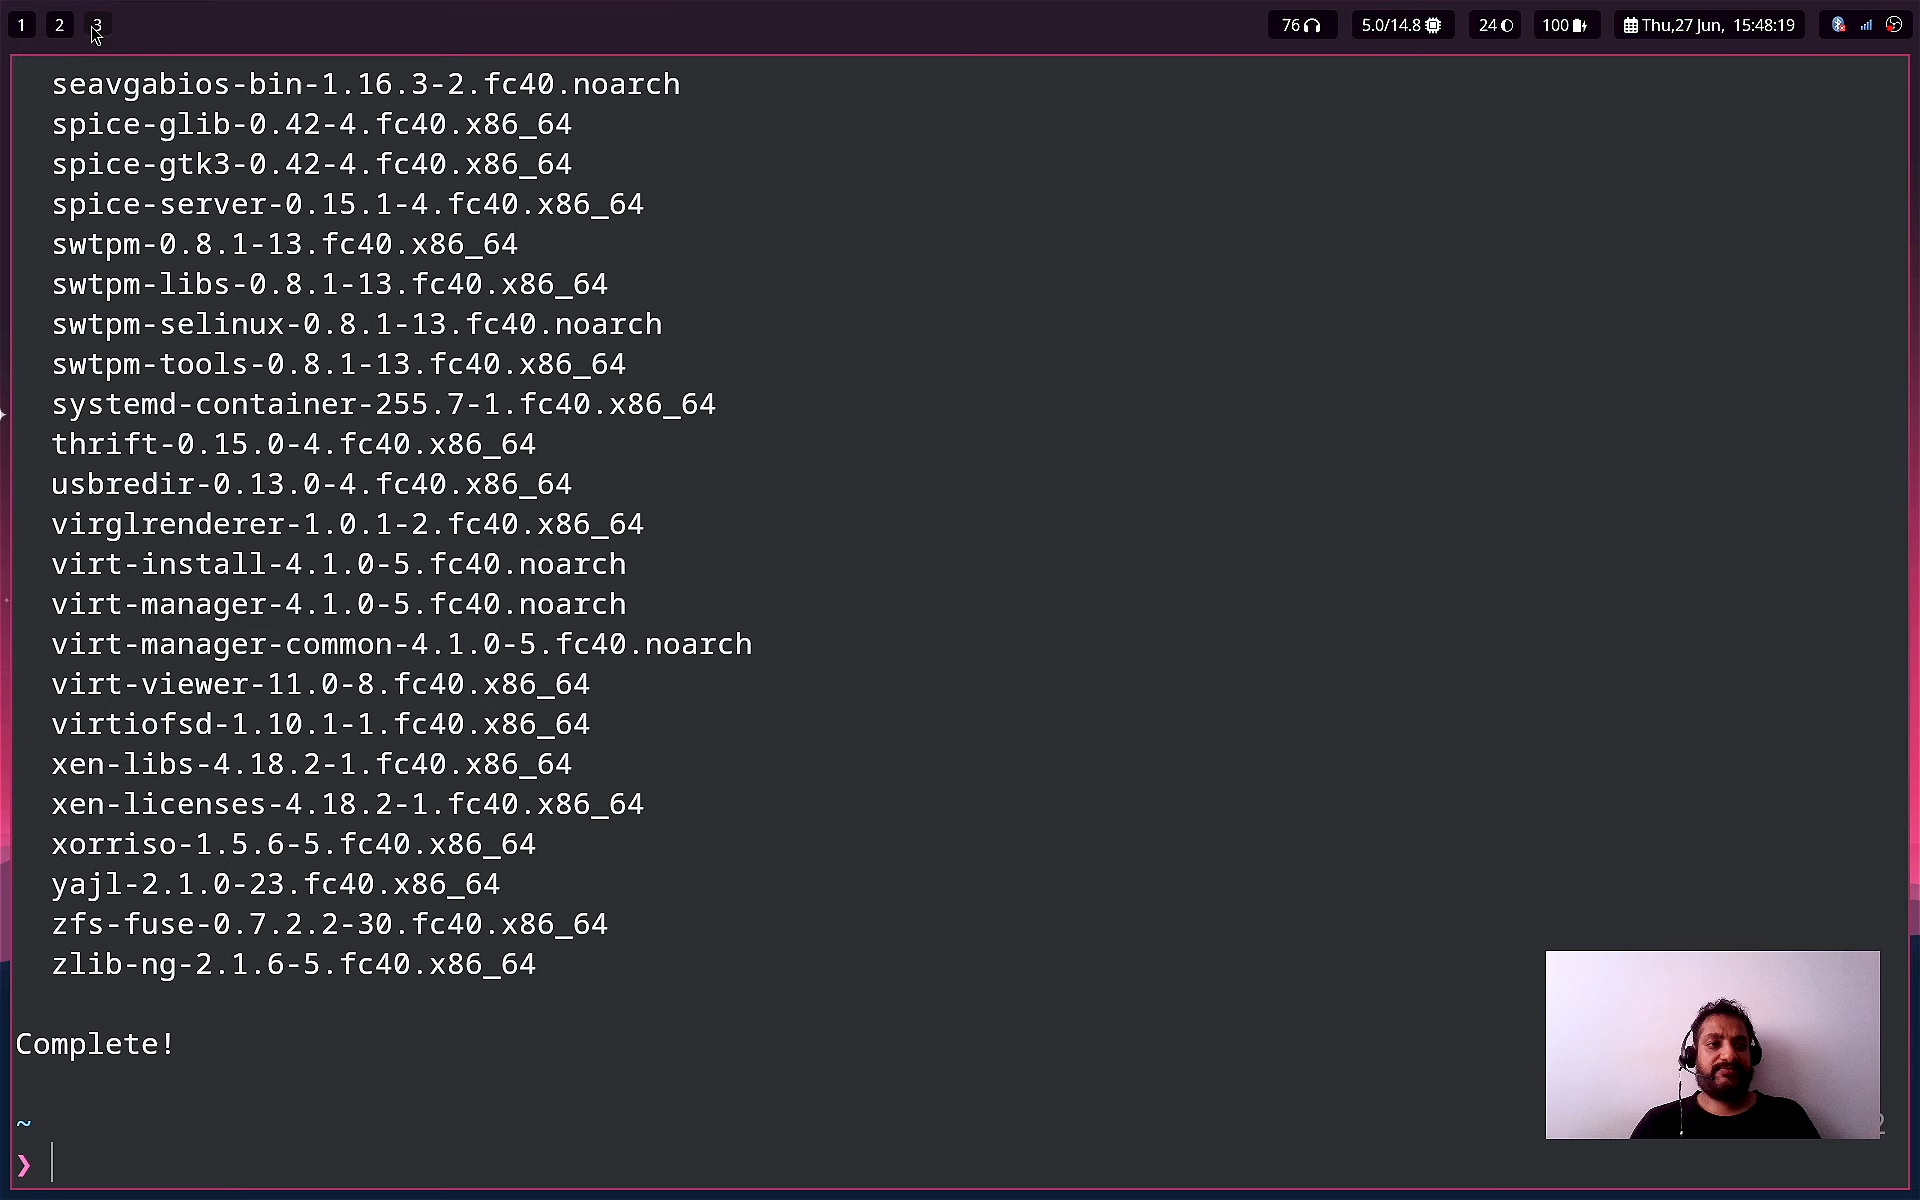 1 2 3 76 5.0/14.8 24 100 Thu,27 Jun, 15:48:19
seavgabios-bin-1.16.3-2.fc40.noarch
spice-glib-0.42-4.fc40.x86_64
spice-gtk3-0.42-4.fc40.x86_64
spice-server-0.15.1-4.fc40.x86_64
swtpm-0.8.1-13.fc40.x86_64
swtpm-libs-0.8.1-13.fc40.x86_64
swtpm-selinux-0.8.1-13.fc40.noarch
swtpm-tools-0.8.1-13.fc40.x86_64
systemd-container-255.7-1.fc40.x86_64
thrift-0.15.0-4.fc40.x86_64
usbredir-0.13.0-4.fc40.x86_64
virglrenderer-1.0.1-2.fc40.x86_64
virt-install-4.1.0-5.fc40.noarch
virt-manager-4.1.0-5.fc40.noarch
virt-manager-common-4.1.0-5.fc40.noarch
virt-viewer-11.0-8.fc40.x86_64
virtiofsd-1.10.1-1.fc40.x86_64
xen-libs-4.18.2-1.fc40.x86_64
xen-licenses-4.18.2-1.fc40.x86_64
xorriso-1.5.6-5.fc40.x86_64
yajl-2.1.0-23.fc40.x86_64
zfs-fuse-0.7.2.2-30.fc40.x86_64
zlib-ng-2.1.6-5.fc40.x86_64
Complete!
~
❯